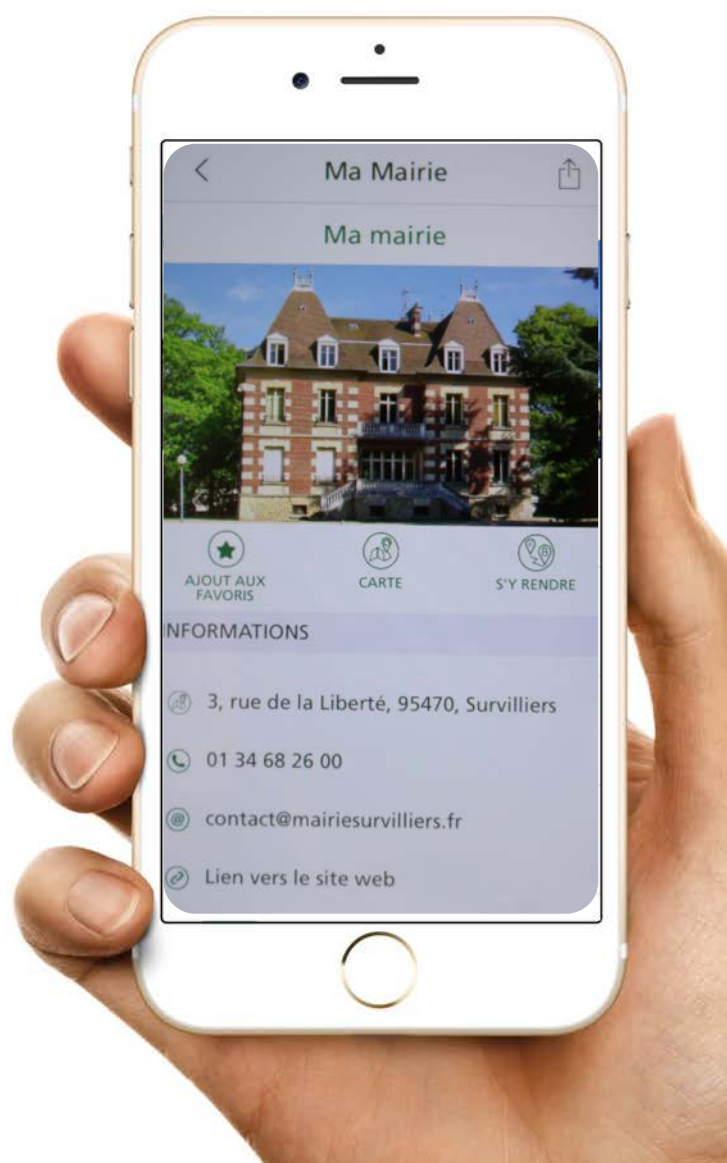 Ma Mairie
Ma mairie
AJOUT AUX
FAVORIS
CARTE
S'Y RENDRE
INFORMATIONS
3, rue de la Liberté, 95470, Survilliers
01 34 68 26 00
contact@mairiesurvilliers.fr
Lien vers le site web